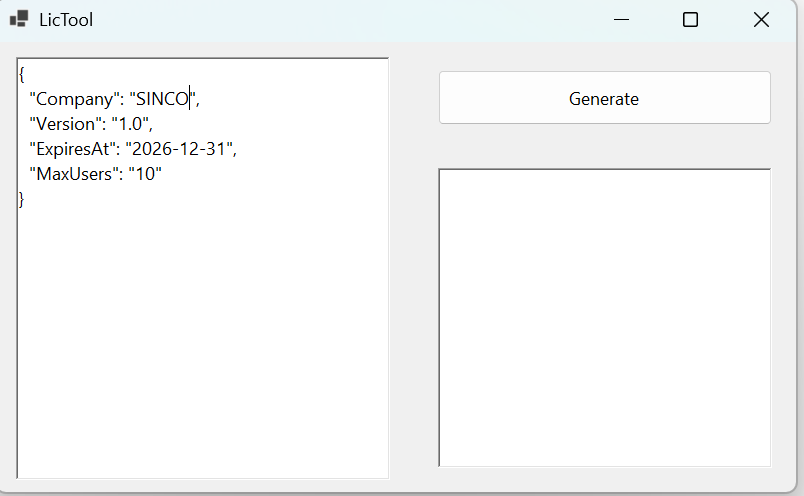 LicTool
{
"Company": "SINCO",
"Version": "1.0",
"ExpiresAt": "2026-12-31",
"MaxUsers": "10"
}
Generate